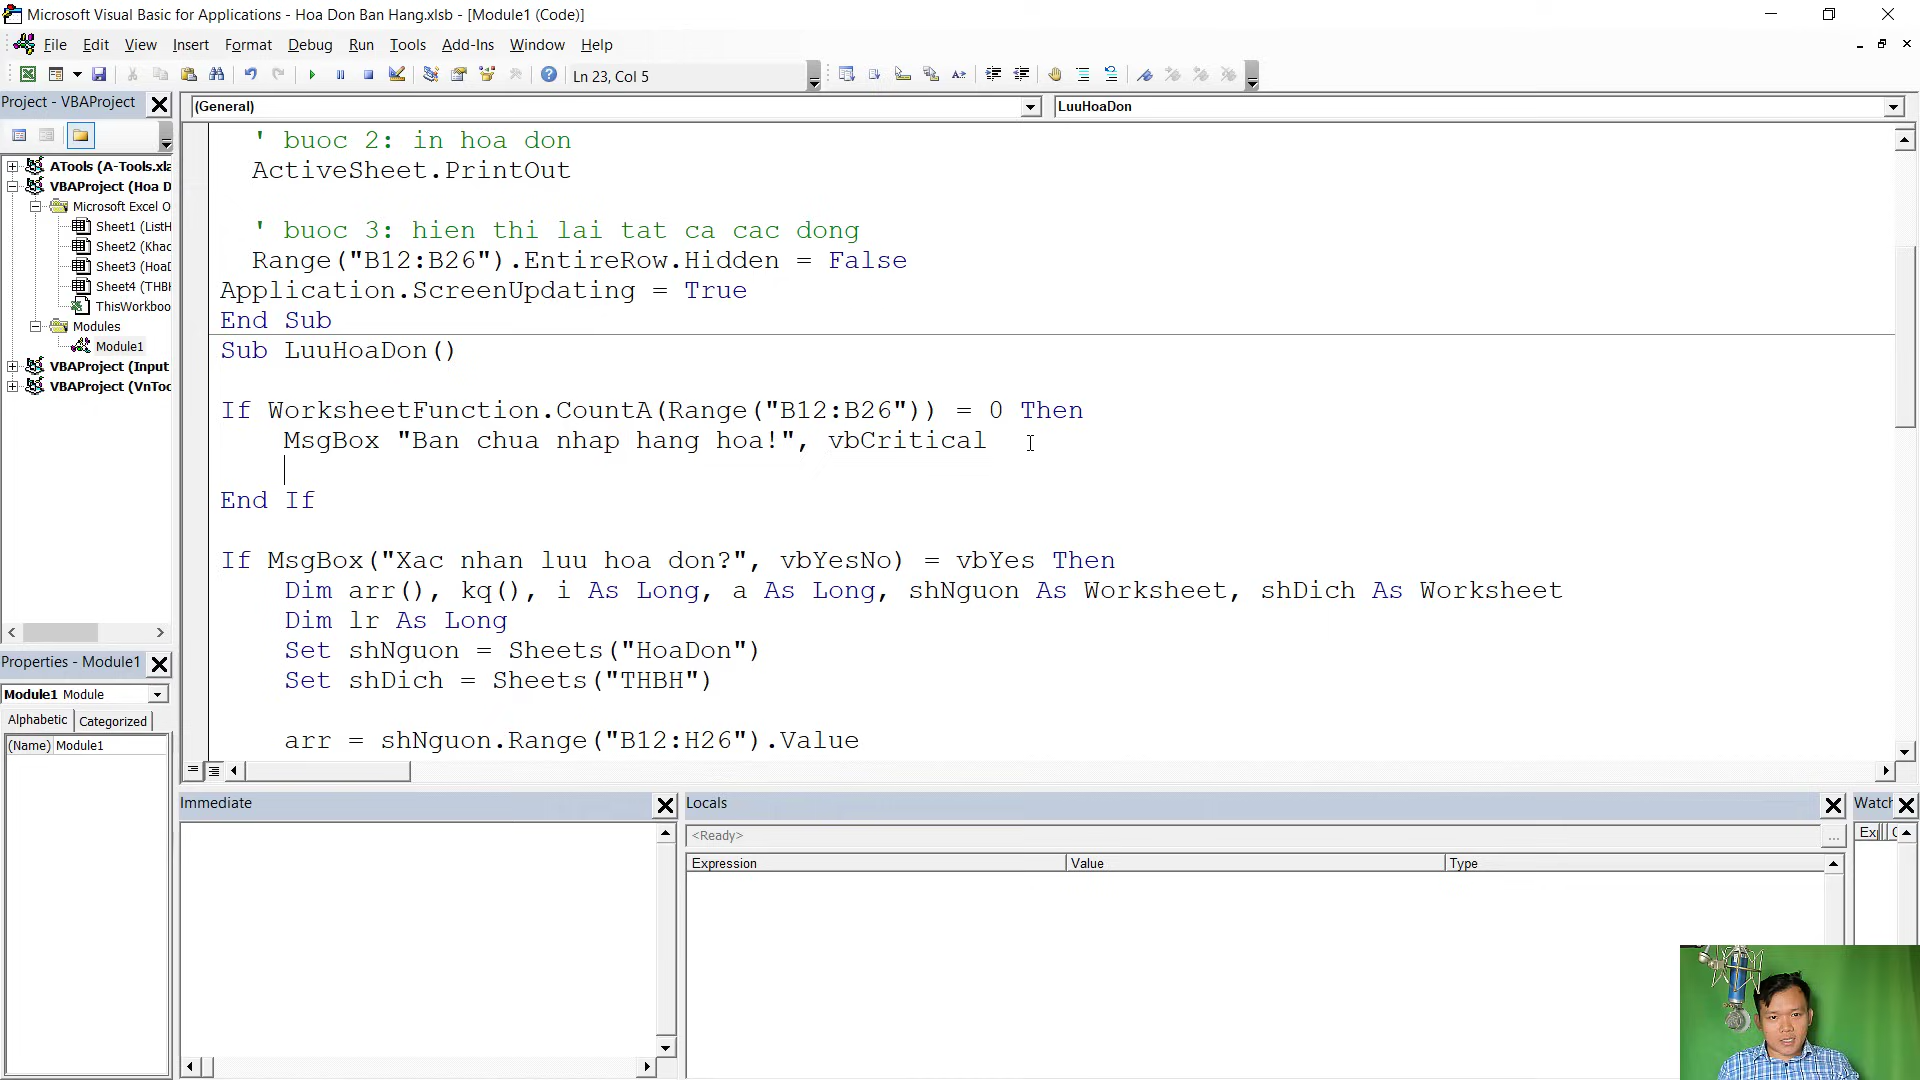 Microsoft Visual Basic for Applications - Hoa Don Ban Hang.xlsb - [Module1 (Code)]
File Edit View Insert Format Debug Run Tools Add-Ins Window Help
Ln 23, Col 5
Project - VBAProject
(General)
LuuHoaDon
ATools (A-Tools.xla
VBAProject (Hoa D
Microsoft Excel O
Sheet1 (ListH
Sheet2 (Khac
Sheet3 (HoaD
Sheet4 (THBH
ThisWorkboo
Modules
Module1
VBAProject (Input
VBAProject (VnToo
' buoc 2: in hoa don
ActiveSheet.PrintOut
' buoc 3: hien thi lai tat ca cac dong
Range("B12:B26").EntireRow.Hidden = False
Application.ScreenUpdating = True
End Sub
Sub LuuHoaDon()
If WorksheetFunction.CountA(Range("B12:B26")) = 0 Then
MsgBox "Ban chua nhap hang hoa!", vbCritical
End If
If MsgBox("Xac nhan luu hoa don?", vbYesNo) = vbYes Then
Dim arr(), kq(), i As Long, a As Long, shNguon As Worksheet, shDich As Worksheet
Dim lr As Long
Set shNguon = Sheets("HoaDon")
Set shDich = Sheets("THBH")
arr = shNguon.Range("B12:H26").Value
Properties - Module1
Module1 Module
Alphabetic Categorized
(Name) Module1
Immediate
Locals
<Ready>
...
Expression Value Type
Watch